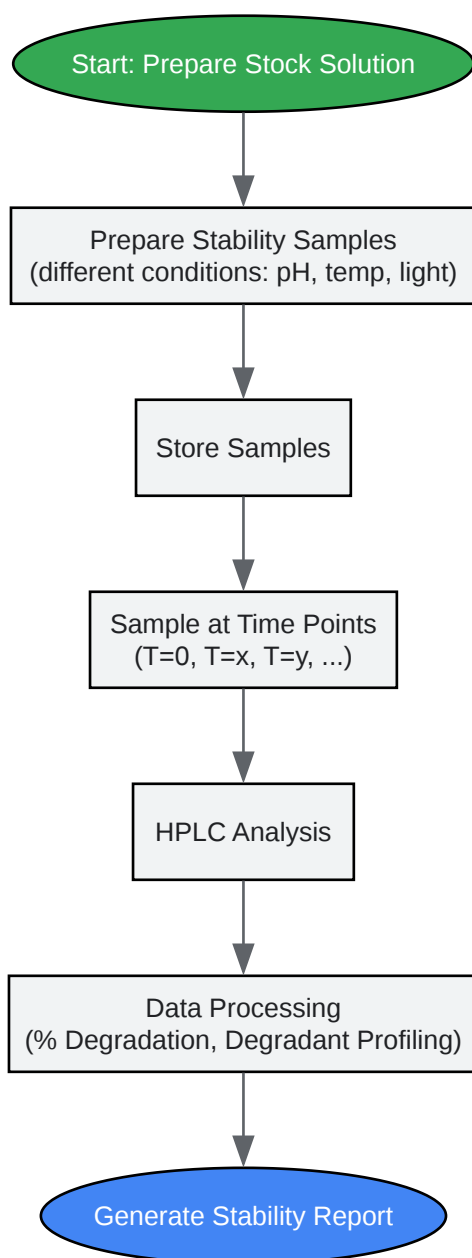 Start: Prepare Stock Solution
Prepare Stability Samples
(different conditions: pH, temp, light)
Store Samples
Sample at Time Points
(T=0, T=x, T=y, ...)
HPLC Analysis
Data Processing
(% Degradation, Degradant Profiling)
Generate Stability Report